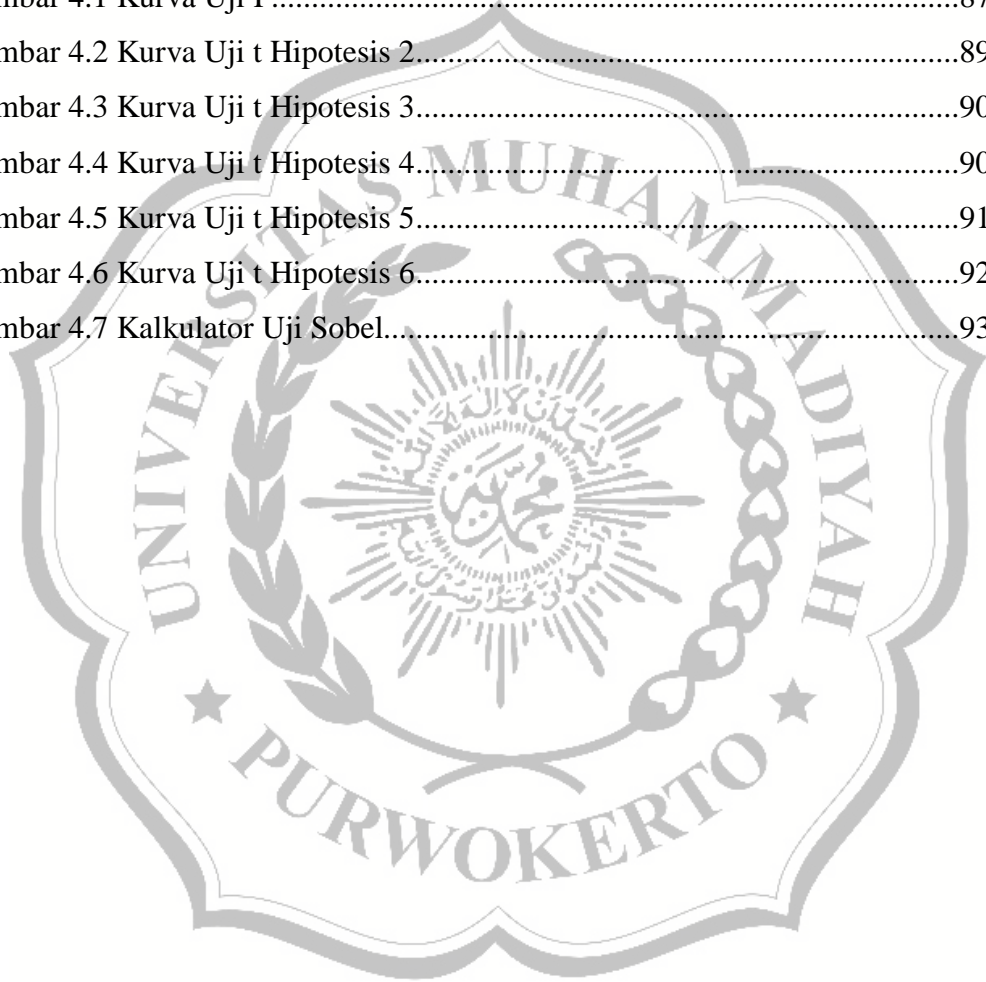 mbar 4.1 Kurva Uji F.......................................................................87
mbar 4.2 Kurva Uji t Hipotesis 2....................................................................89
mbar 4.3 Kurva Uji t Hipotesis 3....................................................................90
mbar 4.4 Kurva Uji t Hipotesis 4....................................................................90
mbar 4.5 Kurva Uji t Hipotesis 5....................................................................91
mbar 4.6 Kurva Uji t Hipotesis 6....................................................................92
mbar 4.7 Kalkulator Uji Sobel........................................................................93
UNIVERSITAS MUHAMMADIYAH
PURWOKERTO